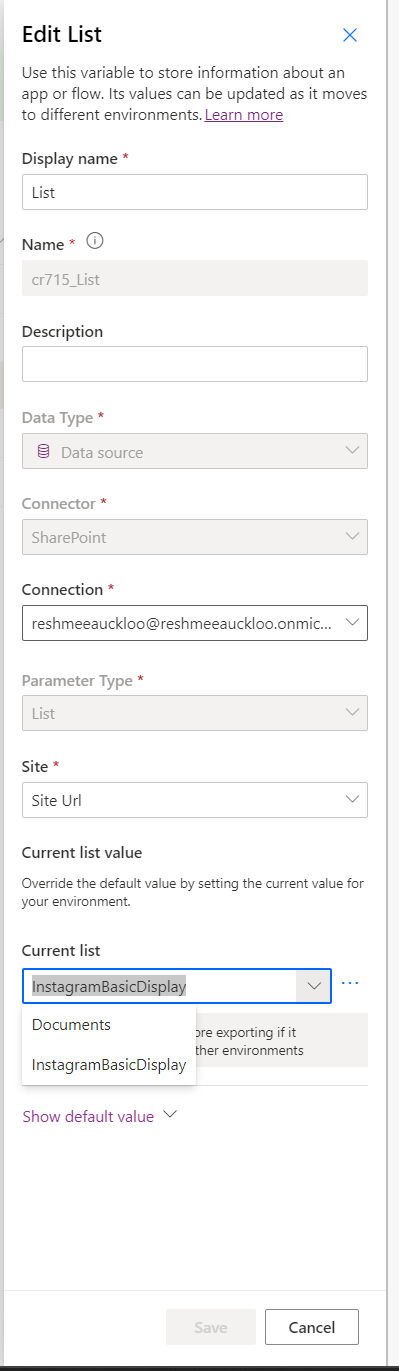 Edit List
Use this variable to store information about an
app or flow. Its values can be updated as it moves
to different environments. Learn more
Display name *
List
Name *
cr715_List
Description
Data Type *
Data source
Connector *
SharePoint
Connection *
reshmeeauckloo@reshmeeauckloo.onmic...
Parameter Type *
List
Site *
Site Url
Current list value
Override the default value by setting the current value for
your environment.
Current list
InstagramBasicDisplay
...
Documents
ore exporting if it
ther environments
InstagramBasicDisplay
Show default value
Save
Cancel